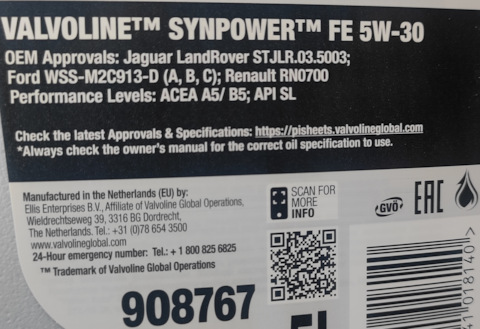 VALVOLINE™ SYNPOWER™ FE 5W-30
OEM Approvals: Jaguar LandRover STJLR.03.5003;
Ford WSS-M2C913-D (A, B, C); Renault RN0700
Performance Levels: ACEA A5/ B5; API SL
Check the latest Approvals & Specifications: https://pisheets.valvolineglobal.com
*Always check the owner's manual for the correct oil specification to use.
Manufactured in the Netherlands (EU) by:
Ellis Enterprises B.V., Affiliate of Valvoline Global Operations,
Wieldrechtseweg 39, 3316 BG Dordrecht,
The Netherlands. Tel.: +31 (0)78 654 3500
www.valvolineglobal.com
24-Hour emergency number: Tel.: + 1 800 825 6825
™ Trademark of Valvoline Global Operations
SCAN FOR
MORE
INFO
GVÖ
EAC
908767
41018140